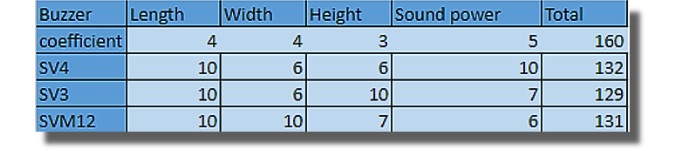 Buzzer Length Width Height Sound power Total
coefficient 4 4 3 5 160
SV4 10 6 6 10 132
SV3 10 6 10 7 129
SVM12 10 10 7 6 131